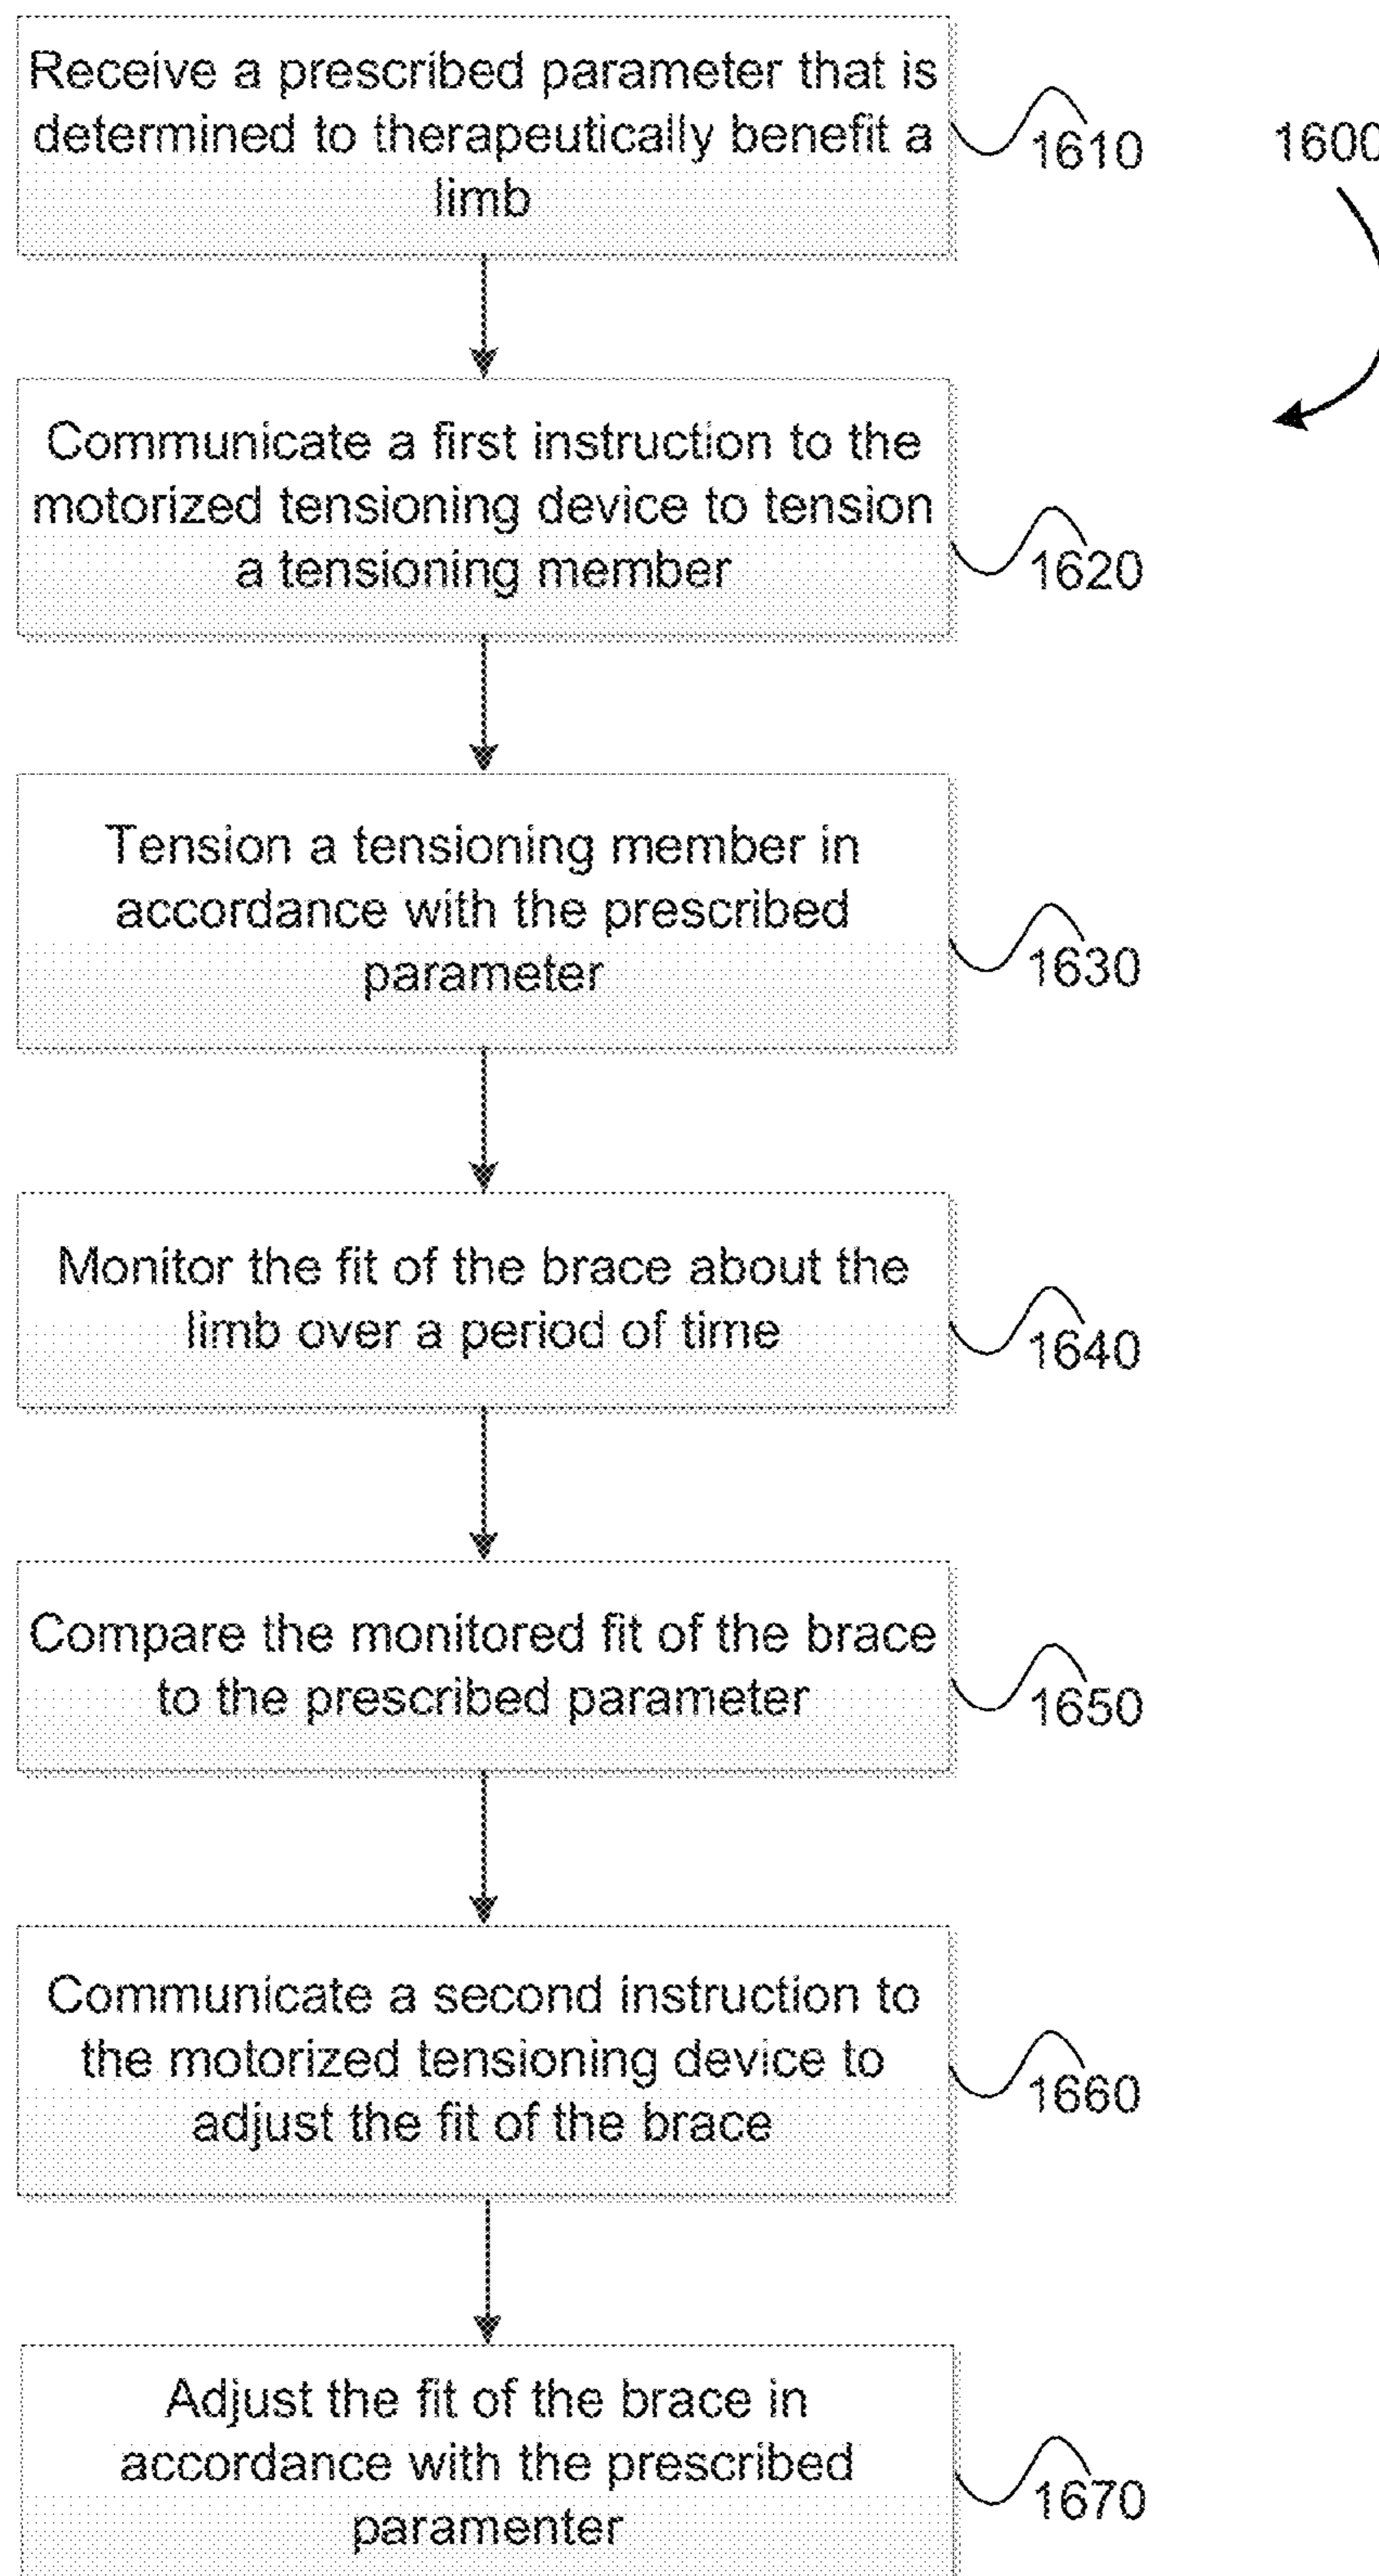 Receive a prescribed parameter that is
determined to therapeutically benefit a
limb
1610
1600
Communicate a first instruction to the
motorized tensioning device to tension
a tensioning member
1620
Tension a tensioning member in
accordance with the prescribed
parameter
1630
Monitor the fit of the brace about the
limb over a period of time
1640
Compare the monitored fit of the brace
to the prescribed parameter
1650
Communicate a second instruction to
the motorized tensioning device to
adjust the fit of the brace
1660
Adjust the fit of the brace in
accordance with the prescribed
paramenter
1670